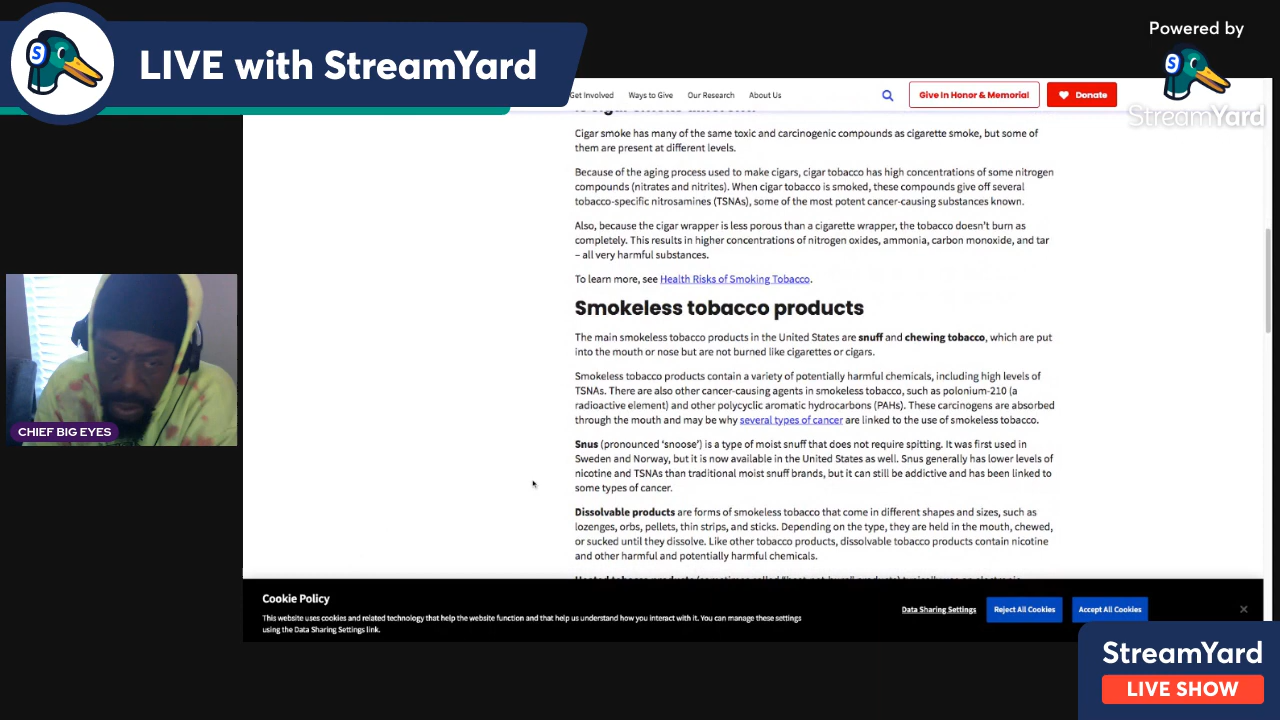 LIVE with StreamYard
Powered by
StreamYard
Get Involved Ways to Give Our Research About Us Give In Honor & Memorial Donate
Cigar smoke has many of the same toxic and carcinogenic compounds as cigarette smoke, but some of
them are present at different levels.
Because of the aging process used to make cigars, cigar tobacco has high concentrations of some nitrogen
compounds (nitrates and nitrites). When cigar tobacco is smoked, these compounds give off several
tobacco-specific nitrosamines (TSNAs), some of the most potent cancer-causing substances known.
Also, because the cigar wrapper is less porous than a cigarette wrapper, the tobacco doesn't burn as
completely. This results in higher concentrations of nitrogen oxides, ammonia, carbon monoxide, and tar
– all very harmful substances.
To learn more, see Health Risks of Smoking Tobacco.
Smokeless tobacco products
The main smokeless tobacco products in the United States are snuff and chewing tobacco, which are put
into the mouth or nose but are not burned like cigarettes or cigars.
Smokeless tobacco products contain a variety of potentially harmful chemicals, including high levels of
TSNAs. There are also other cancer-causing agents in smokeless tobacco, such as polonium-210 (a
radioactive element) and other polycyclic aromatic hydrocarbons (PAHs). These carcinogens are absorbed
through the mouth and may be why several types of cancer are linked to the use of smokeless tobacco.
Snus (pronounced 'snoose') is a type of moist snuff that does not require spitting. It was first used in
Sweden and Norway, but it is now available in the United States as well. Snus generally has lower levels of
nicotine and TSNAs than traditional moist snuff brands, but it can still be addictive and has been linked to
some types of cancer.
Dissolvable products are forms of smokeless tobacco that come in different shapes and sizes, such as
lozenges, orbs, pellets, thin strips, and sticks. Depending on the type, they are held in the mouth, chewed,
or sucked until they dissolve. Like other tobacco products, dissolvable tobacco products contain nicotine
and other harmful and potentially harmful chemicals.
CHIEF BIG EYES
Cookie Policy
This website uses cookies and related technology that help the website function and that help us understand how you interact with it. You can manage these settings
using the Data Sharing Settings link.
Data Sharing Settings Reject All Cookies Accept All Cookies
StreamYard
LIVE SHOW